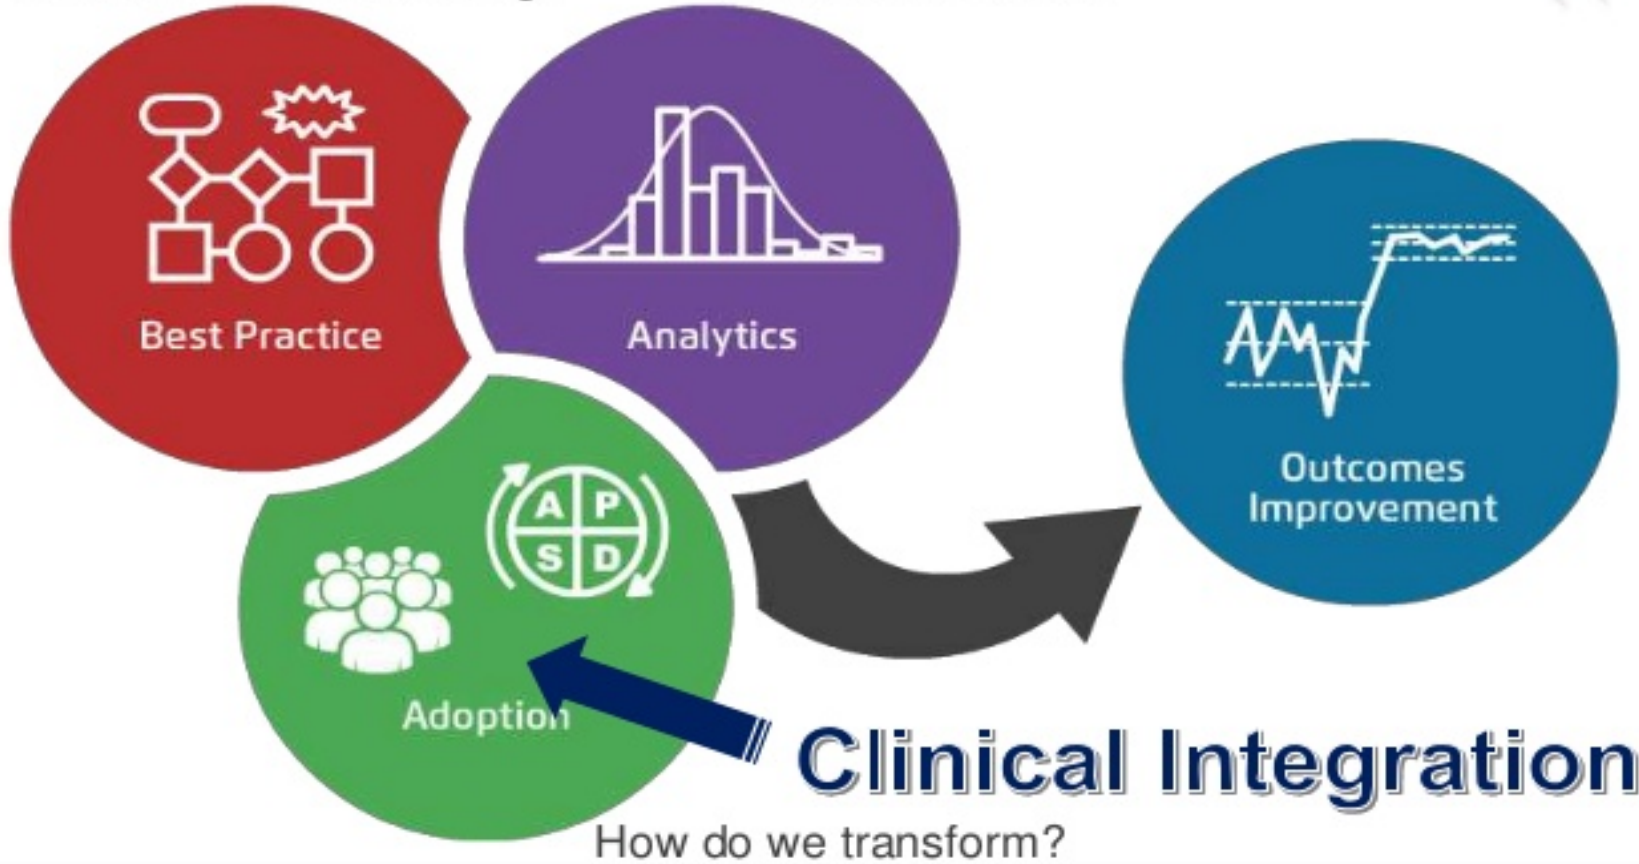 Best Practice
Analytics
A P
S D
Adoption
Outcomes
Improvement
Clinical Integration
How do we transform?